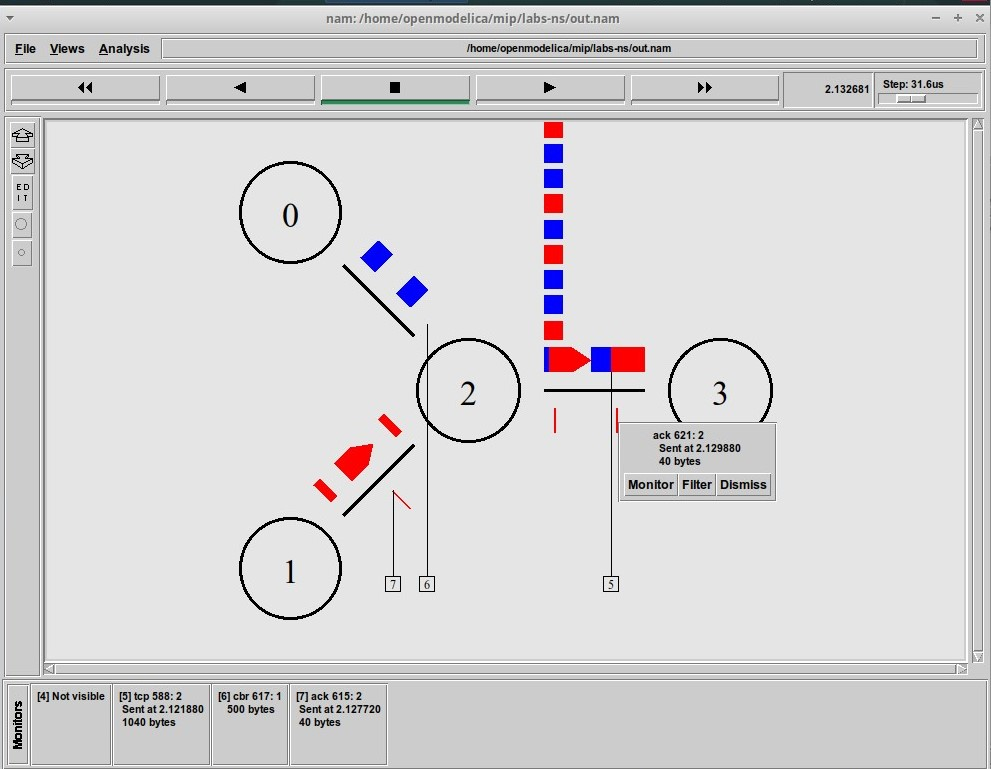 nam: /home/openmodelica/mip/labs-ns/out.nam
File Views Analysis /home/openmodelica/mip/labs-ns/out.nam
2.132681 Step: 31.6us
ED
IT
0
2
3
1
ack 621: 2
Sent at 2.129880
40 bytes
Monitor Filter Dismiss
7 6 5
Monitors
[4] Not visible
[5] tcp 588: 2
Sent at 2.121880
1040 bytes
[6] cbr 617: 1
500 bytes
[7] ack 615: 2
Sent at 2.127720
40 bytes